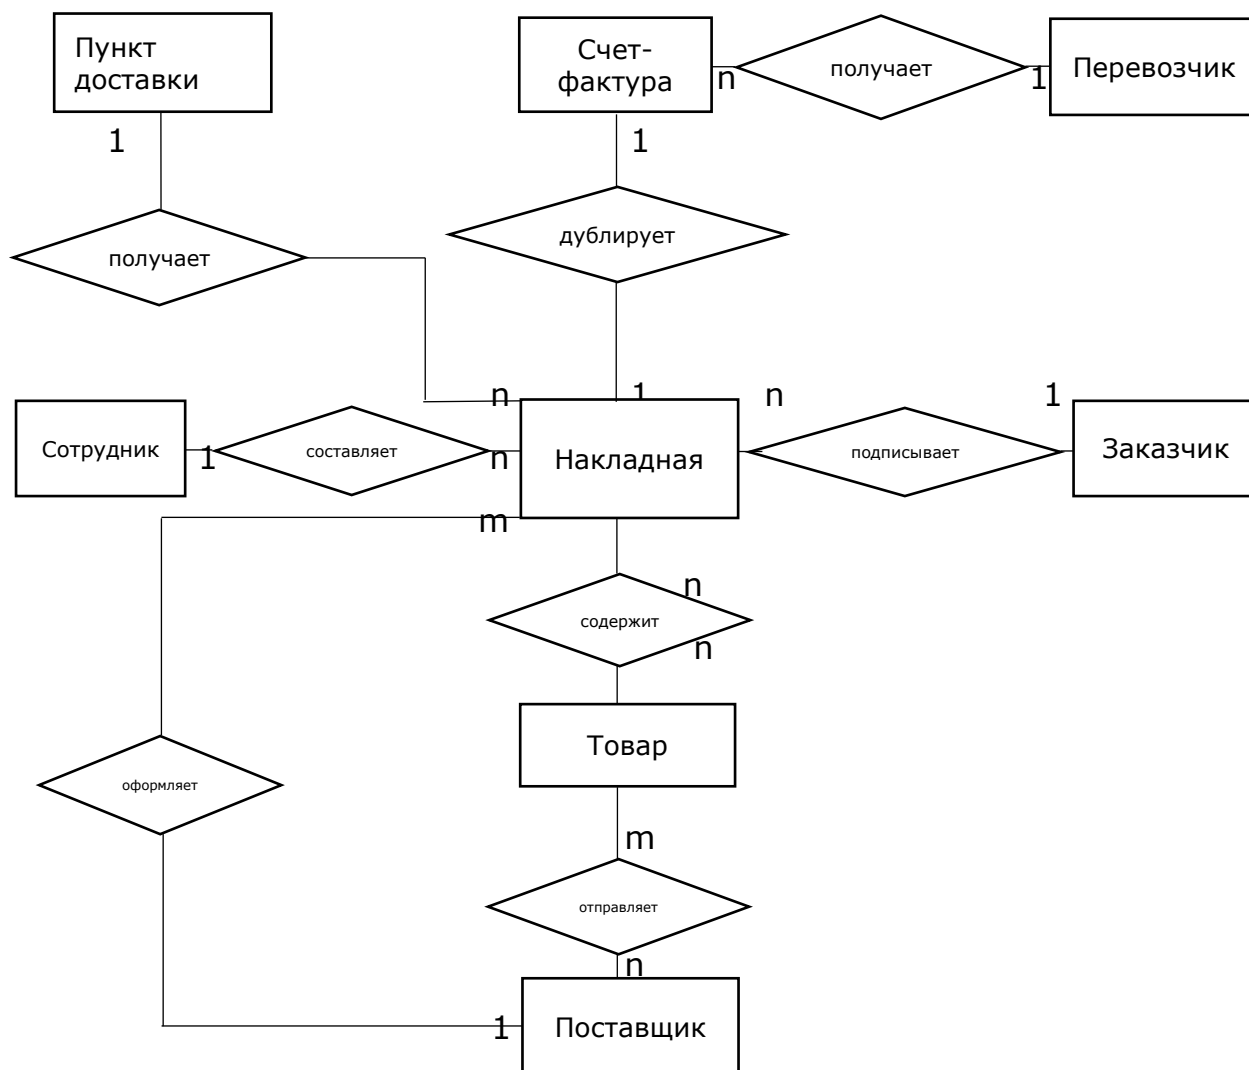 Пункт
доставки
Счет-
фактура
n
получает
1
Перевозчик
1
1
получает
дублирует
n
1
n
1
Сотрудник
1
составляет
n
Накладная
подписывает
Заказчик
m
n
содержит
n
Товар
оформляет
m
отправляет
n
1
Поставщик